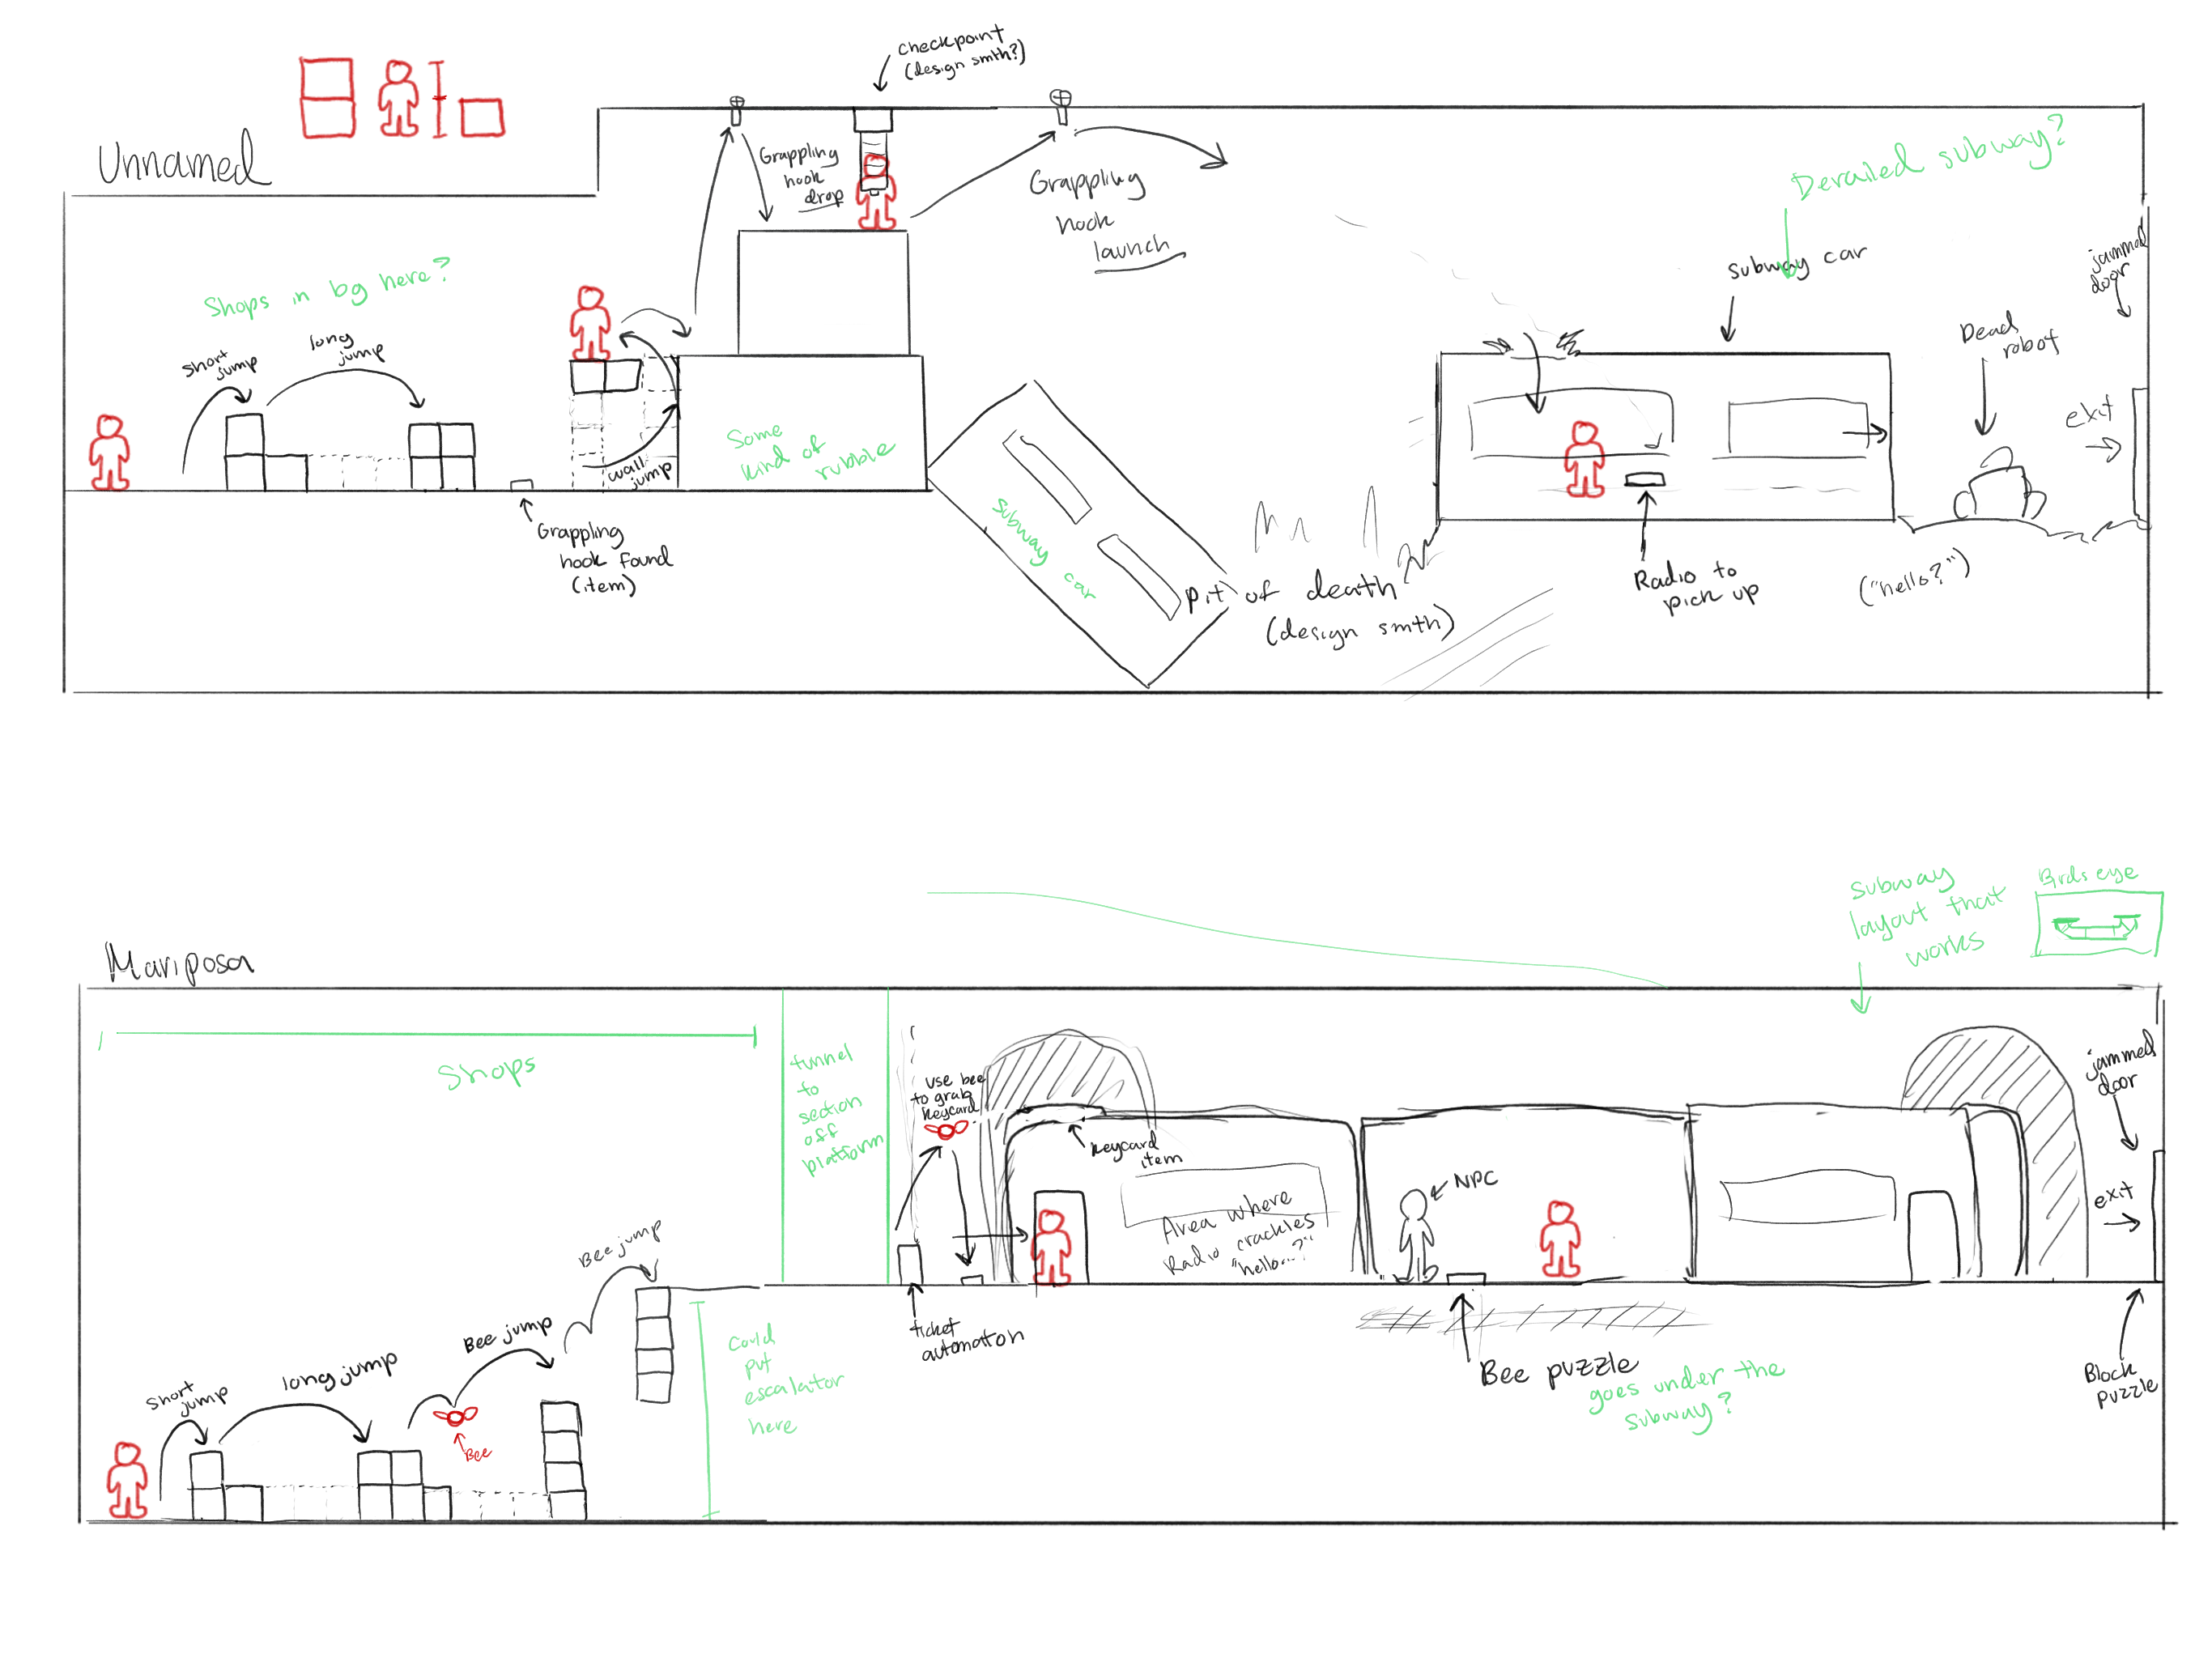 Unnamed
checkpoint
(design smth?)
Grappling
hook
drop
Grappling
hook
launch
Derailed subway?
subway car
jammed
door
Dead
robot
exit
Shops in bg here?
short
jump
long
jump
wall
jump
Some
kind of
rubble
Grappling
hook found
(item)
Subway car
pit of death
(design smth)
Radio to
pick up
("hello?")
Mariposa
subway
layout that
works
Birds eye
Shops
tunnel
to
section
off
platform
use bee
to grab
keycard
keycard
item
Area where
Radio crackles
"hello...?"
NPC
jammed
door
exit
ticket
automaton
Bee puzzle
goes under the
subway?
Block
puzzle
short
jump
long jump
Bee jump
Bee jump
Bee
Could
put
escalator
here